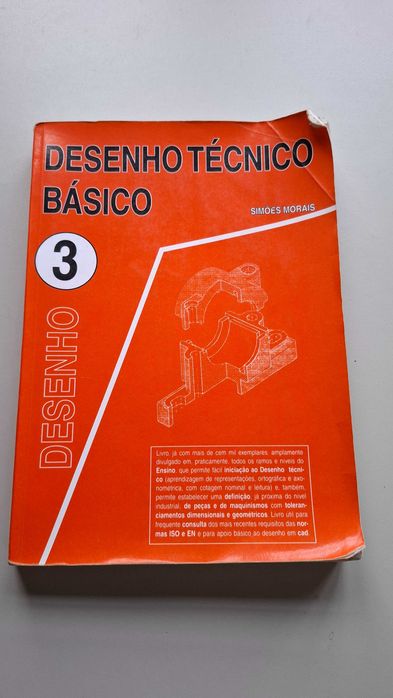 DESENHO TÉCNICO
BÁSICO
SIMÕES MORAIS
3
DESENHO
Livro, já com mais de cem mil exemplares, amplamente
divulgado em, praticamente, todos os ramos e níveis do
Ensino, que permite fácil iniciação ao Desenho técni-
co (aprendizagem de representações, ortográfica e axo-
nométrica, com cotagem nominal e leitura) e, também,
permite estabelecer uma definição, já próxima do nível
industrial, de peças e de maquinismos com toleran-
ciamentos dimensionais e geométricos. Livro útil para
frequente consulta dos mais recentes requisitos das nor-
mas ISO e EN e para apoio básico ao desenho em cad.